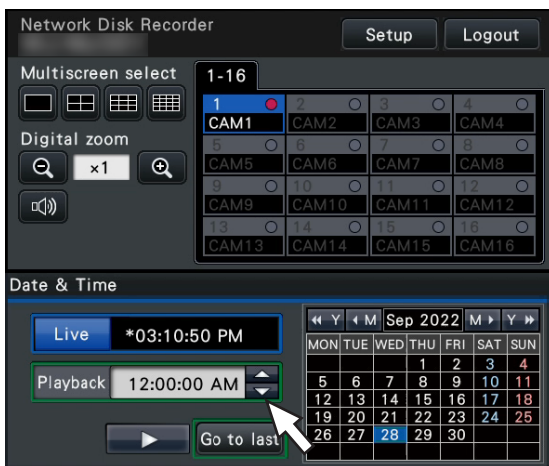 Network Disk Recorder
Setup
Logout
Multiscreen select
1-16
1 2 3 4
CAM1 CAM2 CAM3 CAM4
Digital zoom
5 6 7 8
CAM5 CAM6 CAM7 CAM8
×1
9 10 11 12
CAM9 CAM10 CAM11 CAM12
13 14 15 16
CAM13 CAM14 CAM15 CAM16
Date & Time
Live *03:10:50 PM
Playback 12:00:00 AM
Go to last
Y M Sep 2022 M Y
MON TUE WED THU FRI SAT SUN
1 2 3 4
5 6 7 8 9 10 11
12 13 14 15 16 17 18
19 20 21 22 23 24 25
26 27 28 29 30